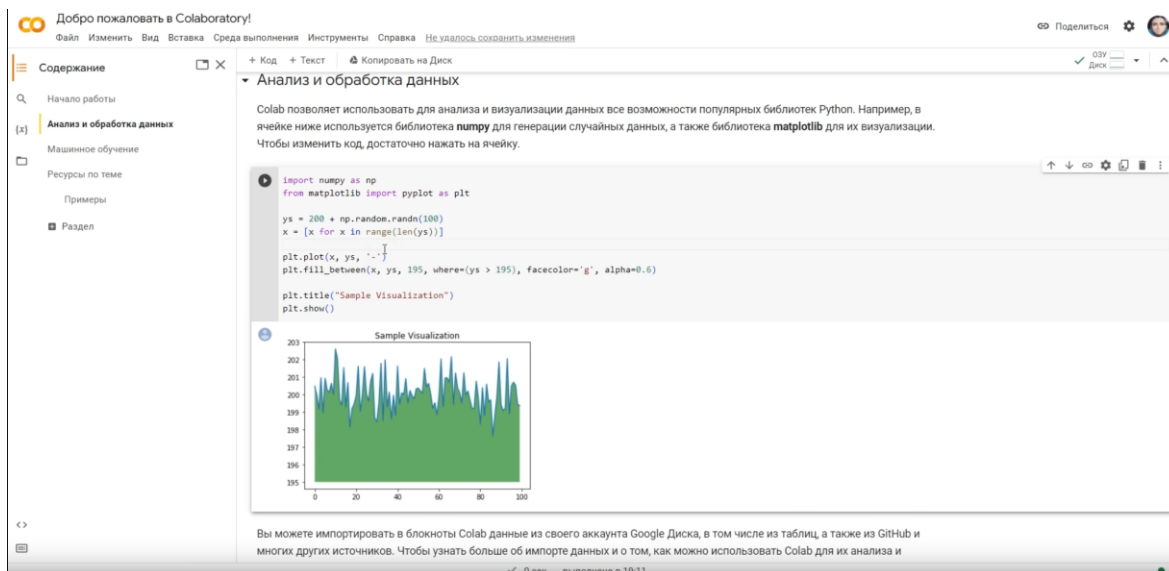 Добро пожаловать в Colaboratory!
Файл Изменить Вид Вставка Среда выполнения Инструменты Справка Не удалось сохранить изменения
Поделиться
Содержание
Начало работы
Анализ и обработка данных
Машинное обучение
Ресурсы по теме
Примеры
Раздел
{x}
<>
+ Код + Текст Копировать на Диск
ОЗУ
Диск
Анализ и обработка данных
Colab позволяет использовать для анализа и визуализации данных все возможности популярных библиотек Python. Например, в
ячейке ниже используется библиотека numpy для генерации случайных данных, а также библиотека matplotlib для их визуализации.
Чтобы изменить код, достаточно нажать на ячейку.
import numpy as np
from matplotlib import pyplot as plt
ys = 200 + np.random.randn(100)
x = [x for x in range(len(ys))]
plt.plot(x, ys, '-')
plt.fill_between(x, ys, 195, where=(ys > 195), facecolor='g', alpha=0.6)
plt.title("Sample Visualization")
plt.show()
Sample Visualization
203
202
201
200
199
198
197
196
195
0 20 40 60 80 100
Вы можете импортировать в блокноты Colab данные из своего аккаунта Google Диска, в том числе из таблиц, а также из GitHub и
многих других источников. Чтобы узнать больше об импорте данных и о том, как можно использовать Colab для их анализа и